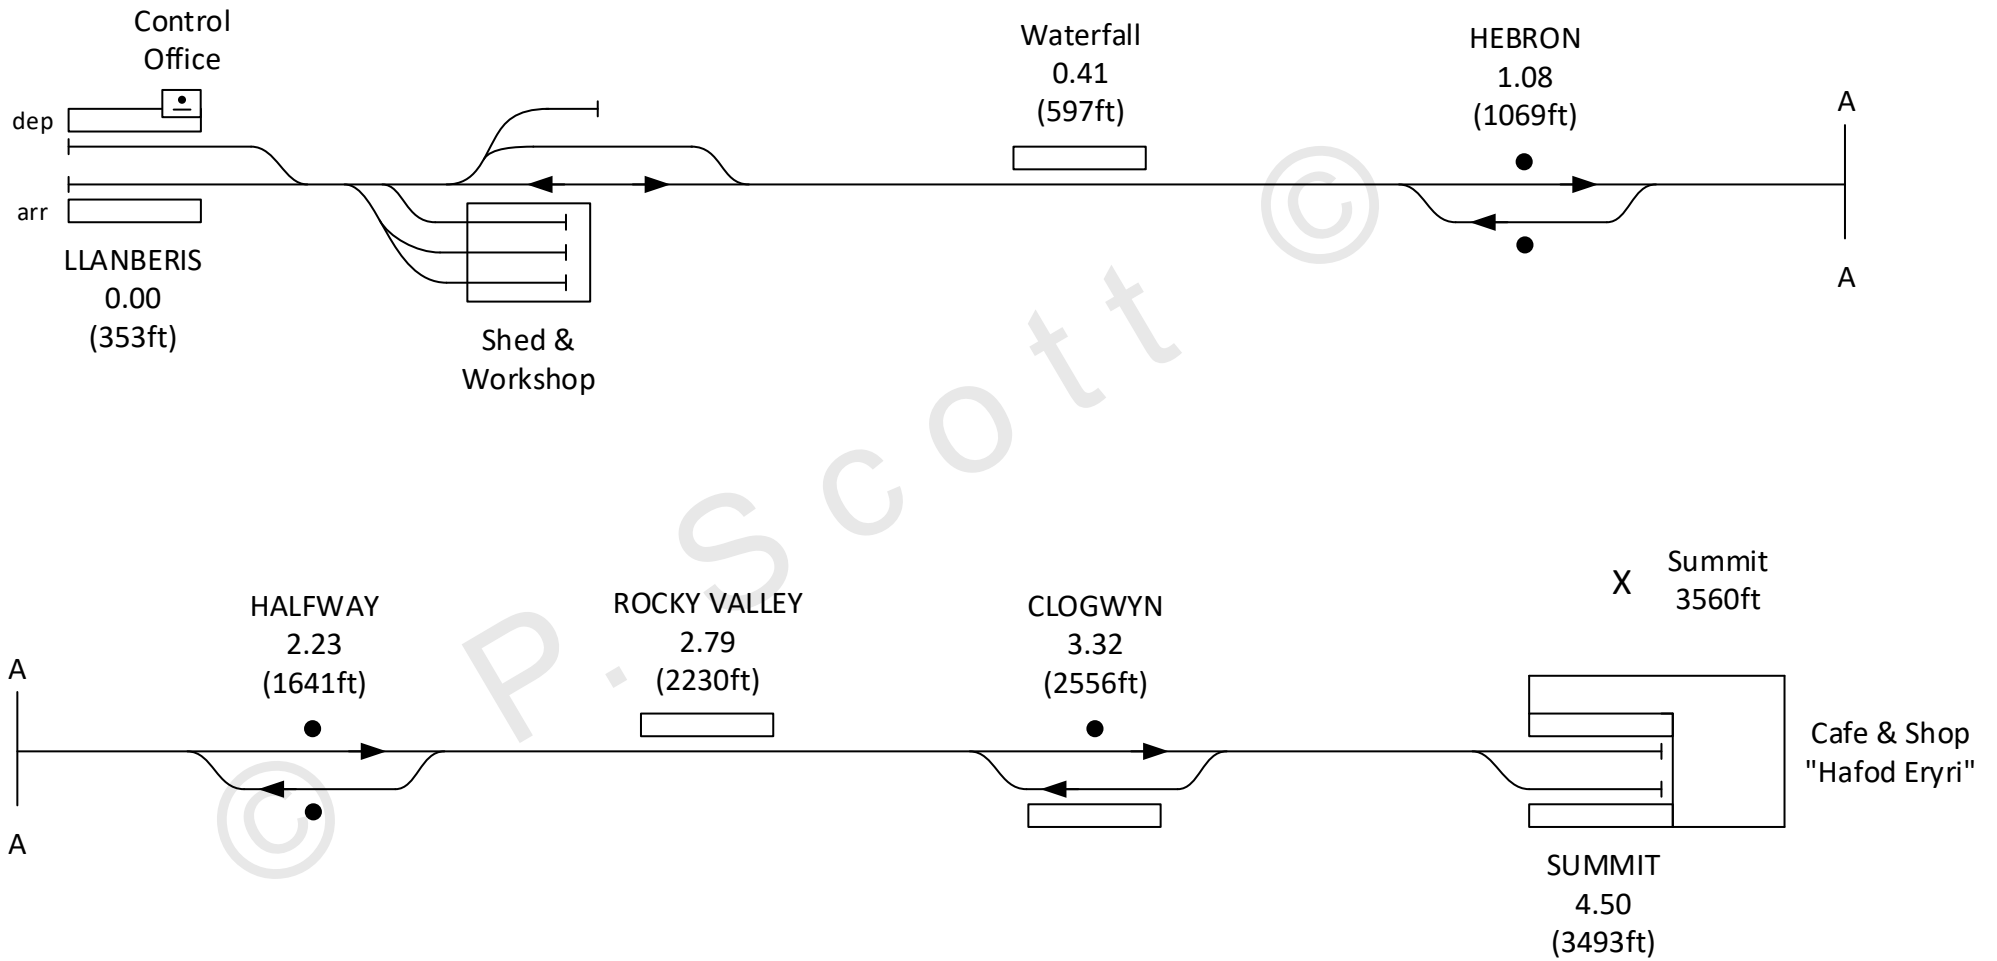 Control
Office
dep
arr
LLANBERIS
0.00
(353ft)
Shed &
Workshop
Waterfall
0.41
(597ft)
HEBRON
1.08
(1069ft)
A
A
© P. Scott ©
A
A
HALFWAY
2.23
(1641ft)
ROCKY VALLEY
2.79
(2230ft)
CLOGWYN
3.32
(2556ft)
X
Summit
3560ft
Cafe & Shop
"Hafod Eryri"
SUMMIT
4.50
(3493ft)